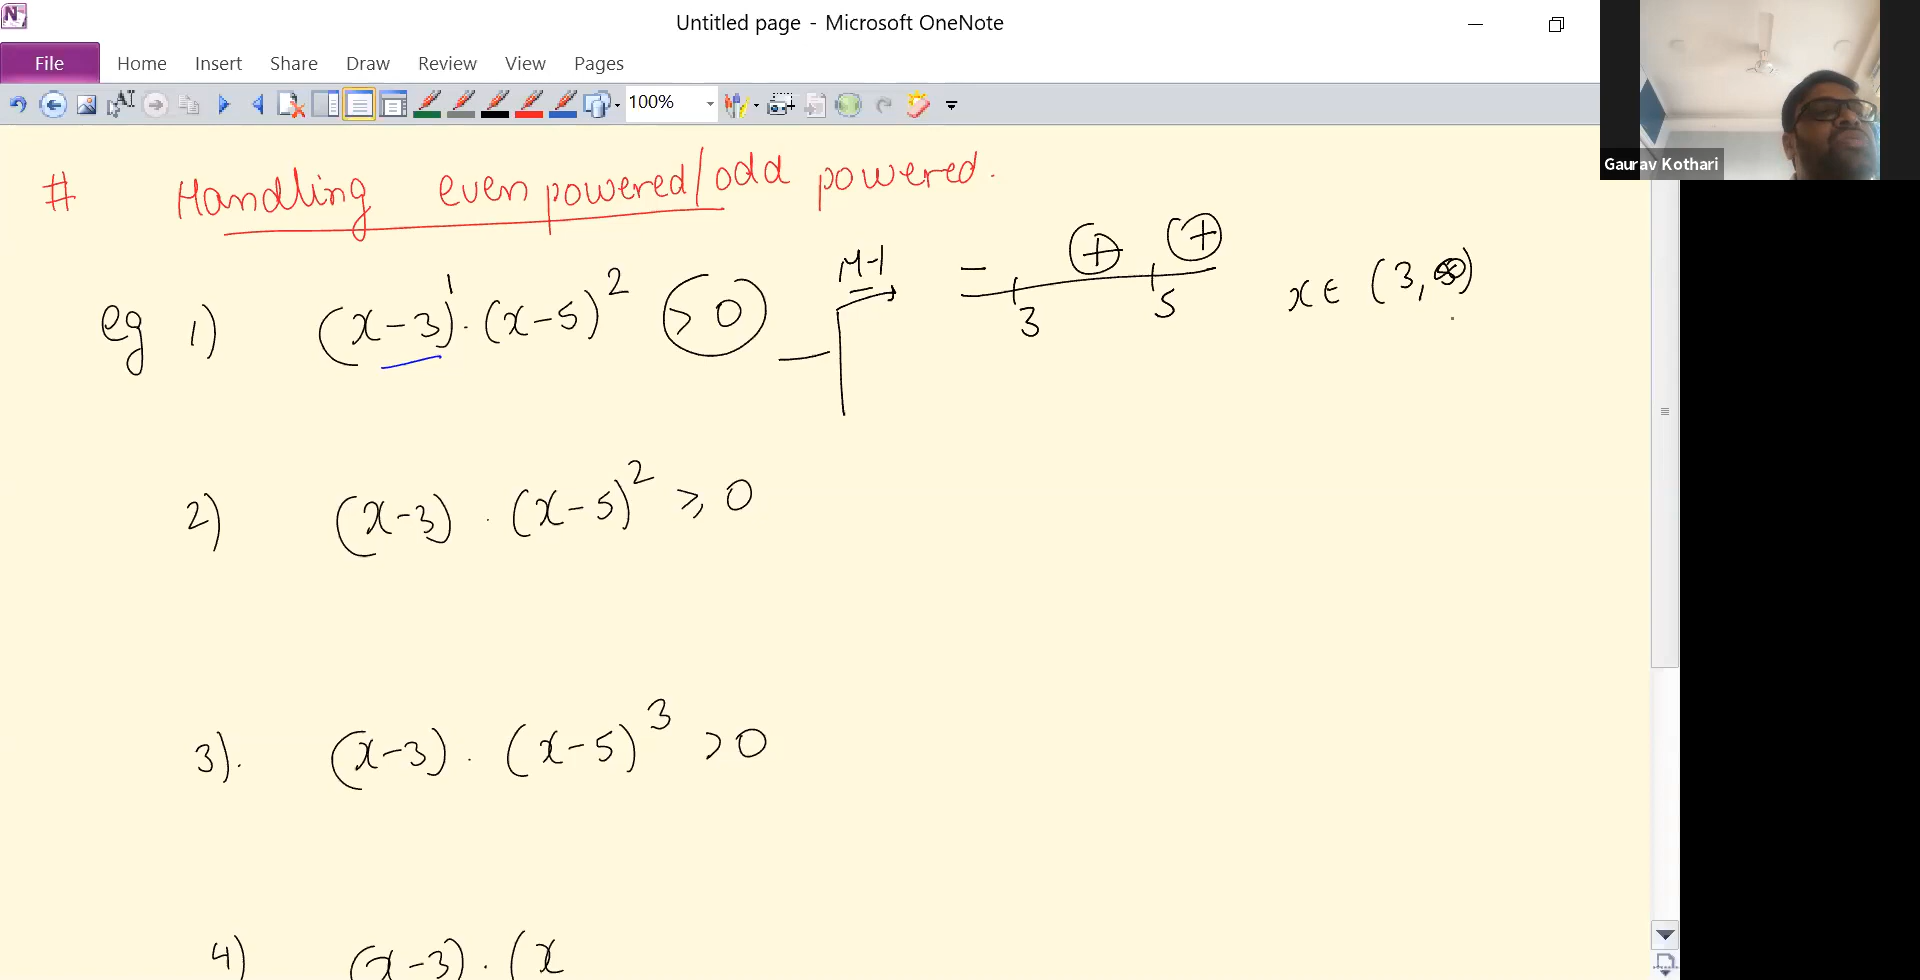 Untitled page - Microsoft OneNote
File Home Insert Share Draw Review View Pages
100%
Gaurav Kothari
# Handling even powered/odd powered.
eg 1) (x-3)¹·(x-5)² >0
M-1
- + +
3 5
x∈ (3,∞)
2) (x-3) · (x-5)² ≥ 0
3). (x-3) · (x-5)³ >0
4) (x-3) · (x